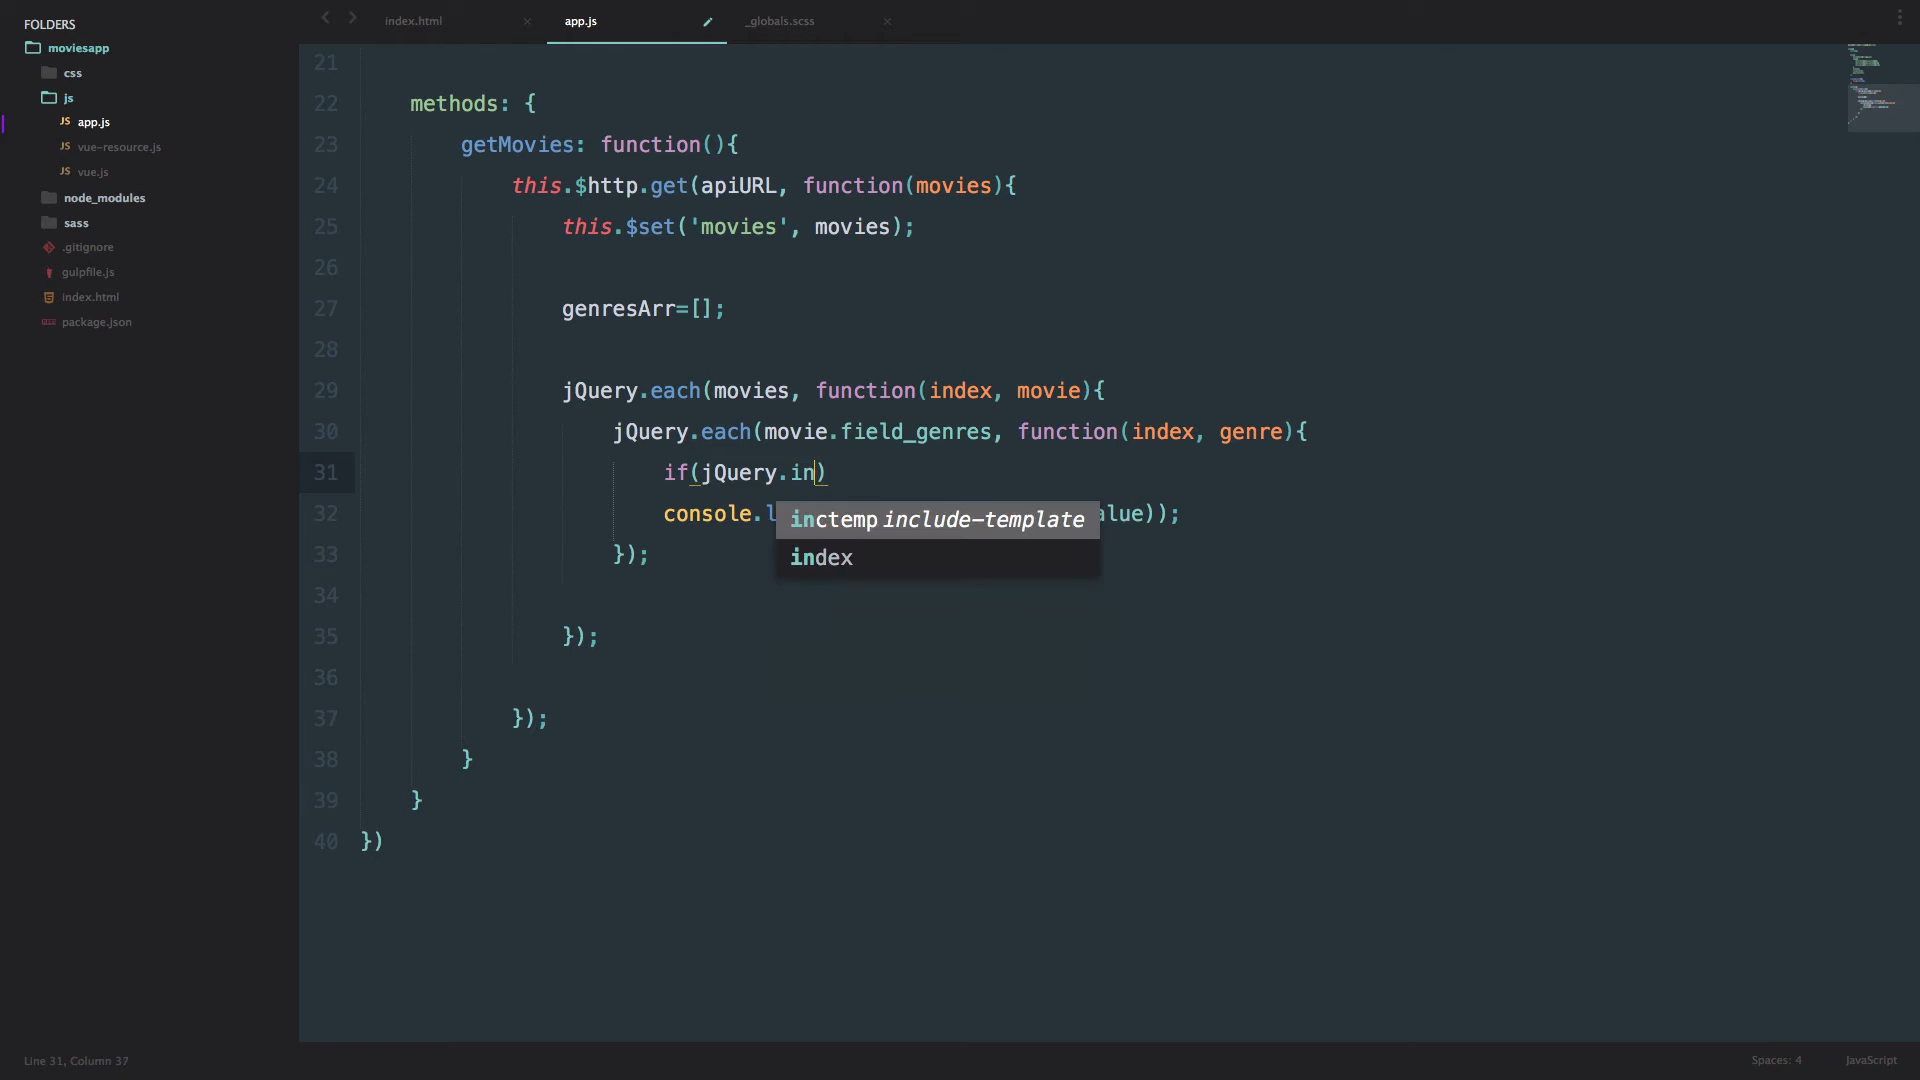 FOLDERS
moviesapp
css
js
JS app.js
JS vue-resource.js
JS vue.js
node_modules
sass
.gitignore
gulpfile.js
index.html
package.json
index.html
app.js
_globals.scss
21
22 methods: {
23 getMovies: function(){
24 this.$http.get(apiURL, function(movies){
25 this.$set('movies', movies);
26
27 genresArr=[];
28
29 jQuery.each(movies, function(index, movie){
30 jQuery.each(movie.field_genres, function(index, genre){
31 if(jQuery.in)
32 console.l alue));
inctemp include-template
index
33 });
34
35 });
36
37 });
38 }
39 }
40 })
Line 31, Column 37
Spaces: 4
JavaScript